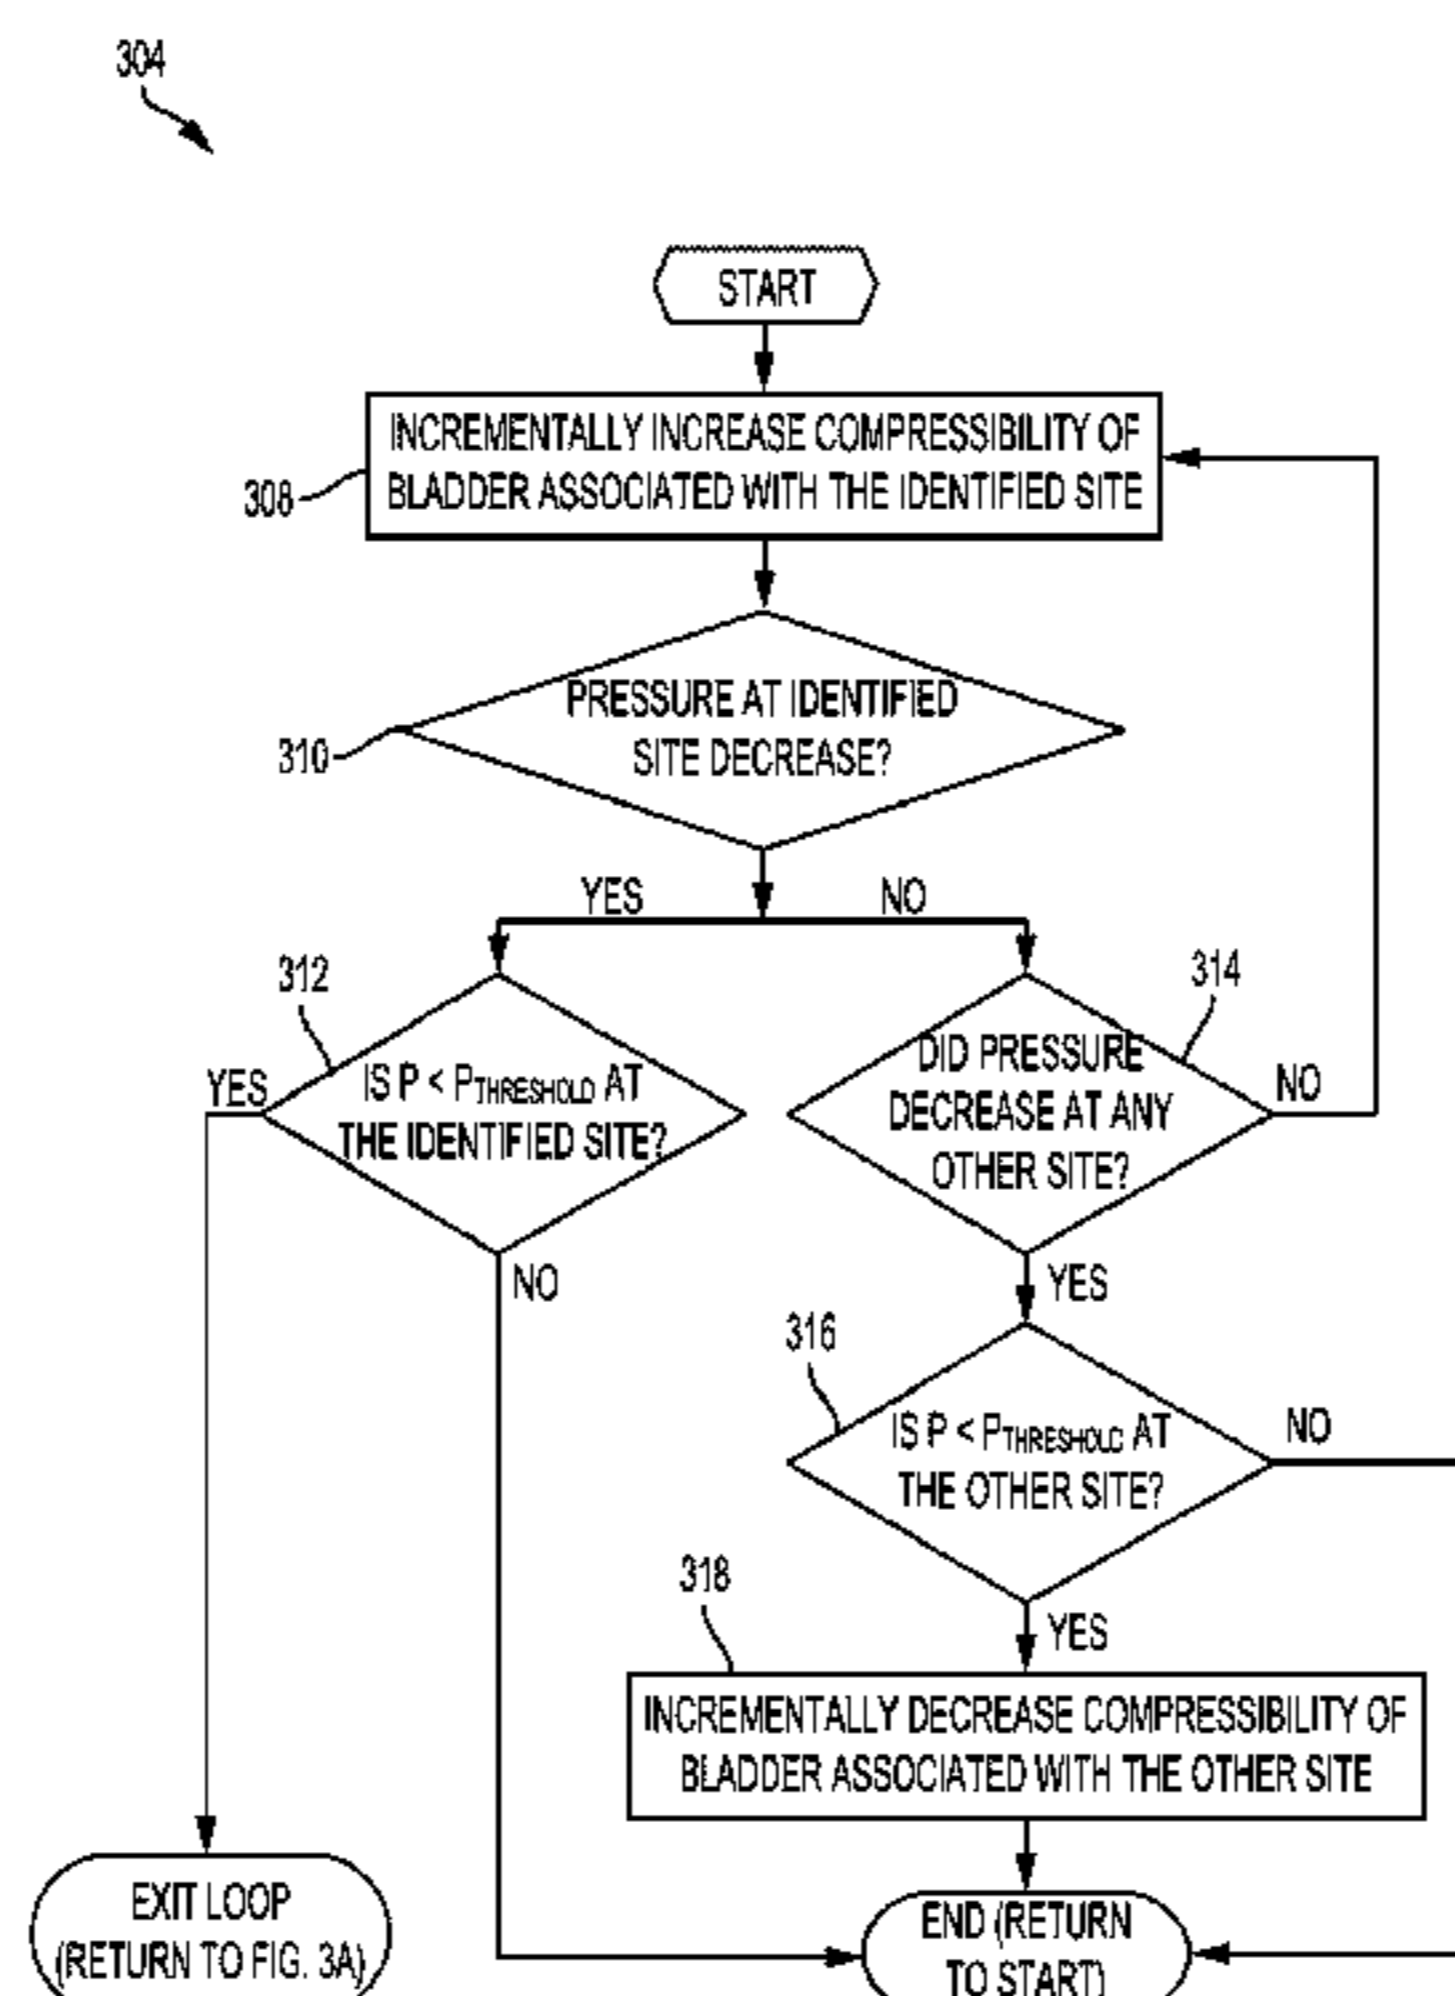 304
START
INCREMENTALLY INCREASE COMPRESSIBILITY OF
BLADDER ASSOCIATED WITH THE IDENTIFIED SITE
308
PRESSURE AT IDENTIFIED
SITE DECREASE?
310
YES
NO
312
314
IS P < PTHRESHOLD AT
THE IDENTIFIED SITE?
YES
NO
DID PRESSURE
DECREASE AT ANY
OTHER SITE?
NO
YES
316
IS P < PTHRESHOLD AT
THE OTHER SITE?
NO
YES
318
INCREMENTALLY DECREASE COMPRESSIBILITY OF
BLADDER ASSOCIATED WITH THE OTHER SITE
EXIT LOOP
(RETURN TO FIG. 3A)
END (RETURN
TO START)